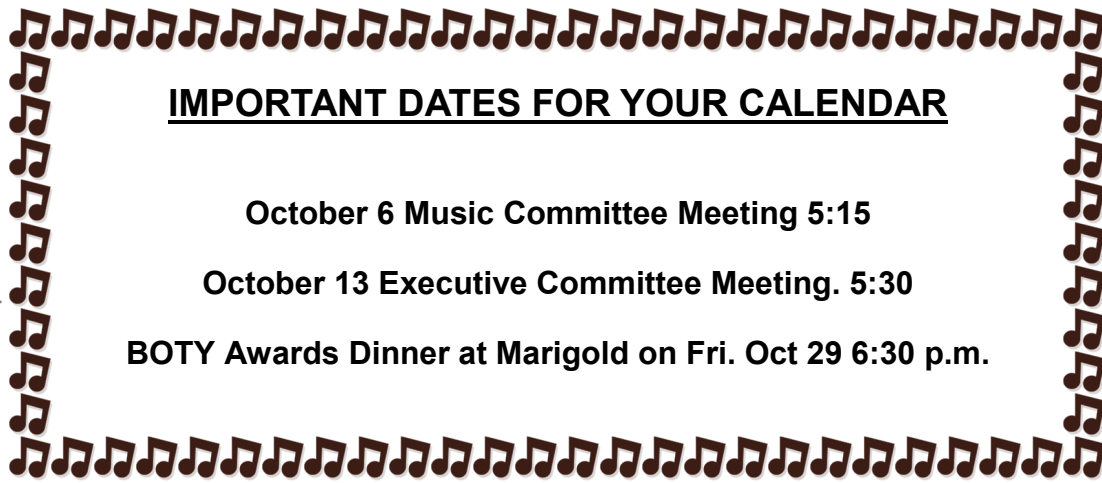 IMPORTANT DATES FOR YOUR CALENDAR
October 6 Music Committee Meeting 5:15
October 13 Executive Committee Meeting. 5:30
BOTY Awards Dinner at Marigold on Fri. Oct 29 6:30 p.m.